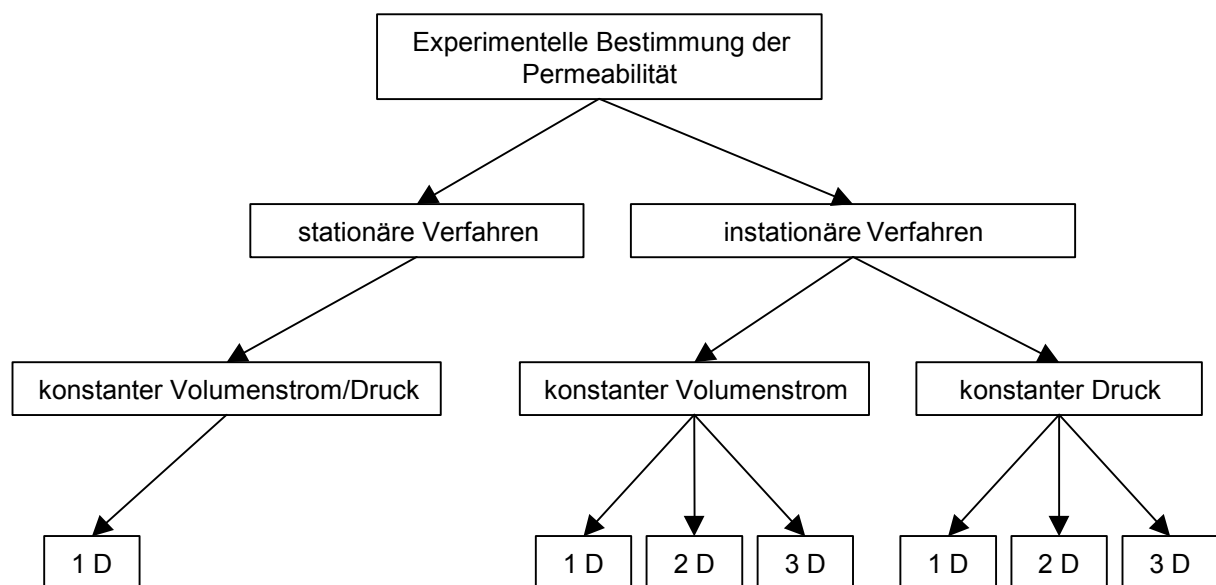 Experimentelle Bestimmung der
Permeabilität
stationäre Verfahren
instationäre Verfahren
konstanter Volumenstrom/Druck
konstanter Volumenstrom
konstanter Druck
1 D
1 D
2 D
3 D
1 D
2 D
3 D